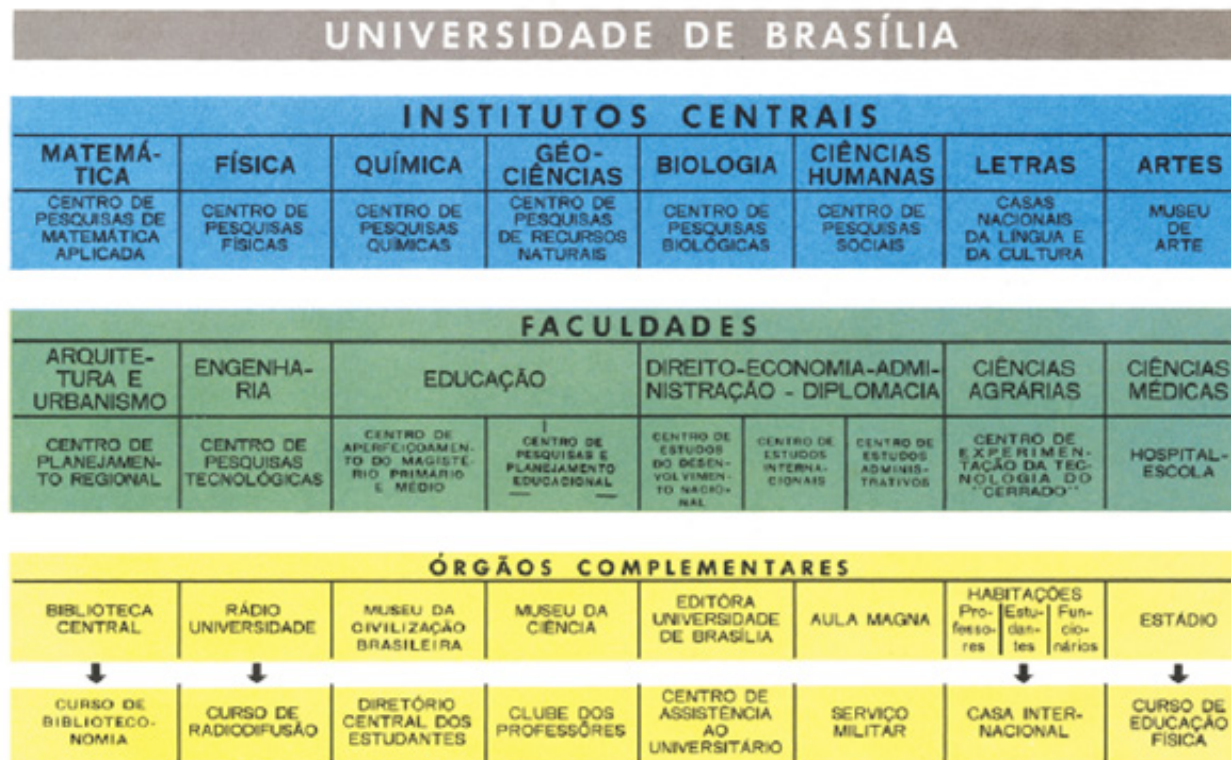 UNIVERSIDADE DE BRASÍLIA
INSTITUTOS CENTRAIS
MATEMÁ-
TICA
FÍSICA
QUÍMICA
GÉO-
CIÊNCIAS
BIOLOGIA
CIÊNCIAS
HUMANAS
LETRAS
ARTES
CENTRO DE
PESQUISAS DE
MATEMÁTICA
APLICADA
CENTRO DE
PESQUISAS
FÍSICAS
CENTRO DE
PESQUISAS
QUÍMICAS
CENTRO DE
PESQUISAS
DE RECURSOS
NATURAIS
CENTRO DE
PESQUISAS
BIOLÓGICAS
CENTRO DE
PESQUISAS
SOCIAIS
CASAS
NACIONAIS
DA LÍNGUA E
DA CULTURA
MUSEU
DE
ARTE
FACULDADES
ARQUITE-
TURA E
URBANISMO
ENGENHA-
RIA
EDUCAÇÃO
DIREITO-ECONOMIA-ADMI-
NISTRAÇÃO - DIPLOMACIA
CIÊNCIAS
AGRÁRIAS
CIÊNCIAS
MÉDICAS
CENTRO DE
PLANEJAMEN-
TO REGIONAL
CENTRO DE
PESQUISAS
TECNOLÓGICAS
CENTRO DE
APERFEIÇOAMEN-
TO DO MAGISTÉ-
RIO PRIMÁRIO
E MÉDIO
CENTRO DE
PESQUISAS E
PLANEJAMENTO
EDUCACIONAL
CENTRO DE
ESTUDOS
DO DESEN-
VOLVIMEN-
TO NACIO-
NAL
CENTRO DE
ESTUDOS
INTERNA-
CIONAIS
CENTRO DE
ESTUDOS
ADMINIS-
TRATIVOS
CENTRO DE
EXPERIMEN-
TAÇÃO DA TEC-
NOLOGIA DO
"CERRADO"
HOSPITAL-
ESCOLA
ÓRGÃOS COMPLEMENTARES
BIBLIOTECA
CENTRAL
RÁDIO
UNIVERSIDADE
MUSEU DA
CIVILIZAÇÃO
BRASILEIRA
MUSEU DA
CIÊNCIA
EDITÔRA
UNIVERSIDADE
DE BRASÍLIA
AULA MAGNA
HABITAÇÕES
Pro-
fesso-
res
Estu-
dan-
tes
Fun-
cio-
nários
ESTÁDIO
CURSO DE
BIBLIOTECO-
NOMIA
CURSO DE
RADIODIFUSÃO
DIRETÓRIO
CENTRAL DOS
ESTUDANTES
CLUBE DOS
PROFESSÔRES
CENTRO DE
ASSISTÊNCIA
AO
UNIVERSITÁRIO
SERVIÇO
MILITAR
CASA INTER-
NACIONAL
CURSO DE
EDUCAÇÃO
FÍSICA